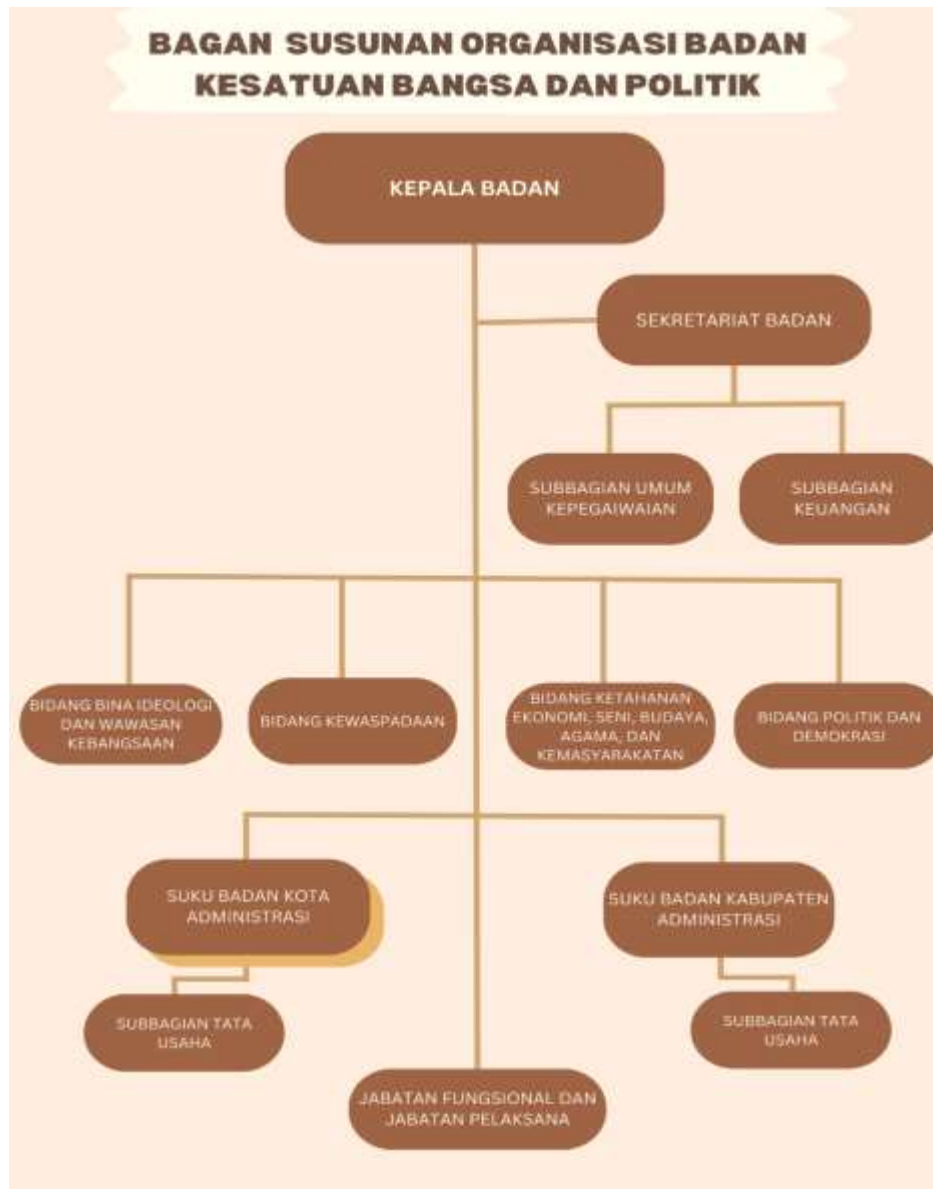 BAGAN SUSUNAN ORGANISASI BADAN
KESATUAN BANGSA DAN POLITIK
KEPALA BADAN
SEKRETARIAT BADAN
SUBBAGIAN UMUM
KEPEGAIWAIAN
SUBBAGIAN
KEUANGAN
BIDANG BINA IDEOLOGI
DAN WAWASAN
KEBANGSAAN
BIDANG KEWASPADAAN
BIDANG KETAHANAN
EKONOMI, SENI, BUDAYA,
AGAMA, DAN
KEMASYARAKATAN
BIDANG POLITIK DAN
DEMOKRASI
SUKU BADAN KOTA
ADMINISTRASI
SUKU BADAN KABUPATEN
ADMINISTRASI
SUBBAGIAN TATA
USAHA
SUBBAGIAN TATA
USAHA
JABATAN FUNGSIONAL DAN
JABATAN PELAKSANA